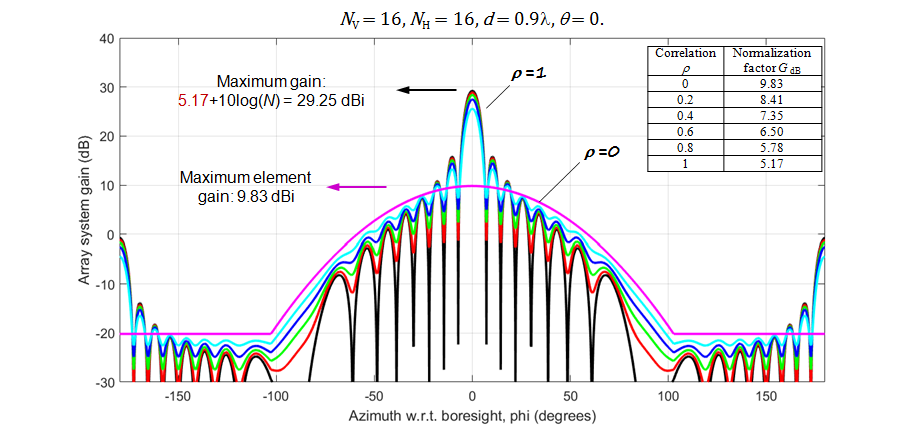 N_V = 16, N_H = 16, d = 0.9λ, θ = 0.
Maximum gain:
5.17+10log(N) = 29.25 dBi
ρ=1
Correlation ρ Normalization factor G dB
0 9.83
0.2 8.41
0.4 7.35
0.6 6.50
0.8 5.78
1 5.17
ρ=0
Maximum element
gain: 9.83 dBi
Array system gain (dB)
40
30
20
10
0
-10
-20
-30
-150 -100 -50 0 50 100 150
Azimuth w.r.t. boresight, phi (degrees)